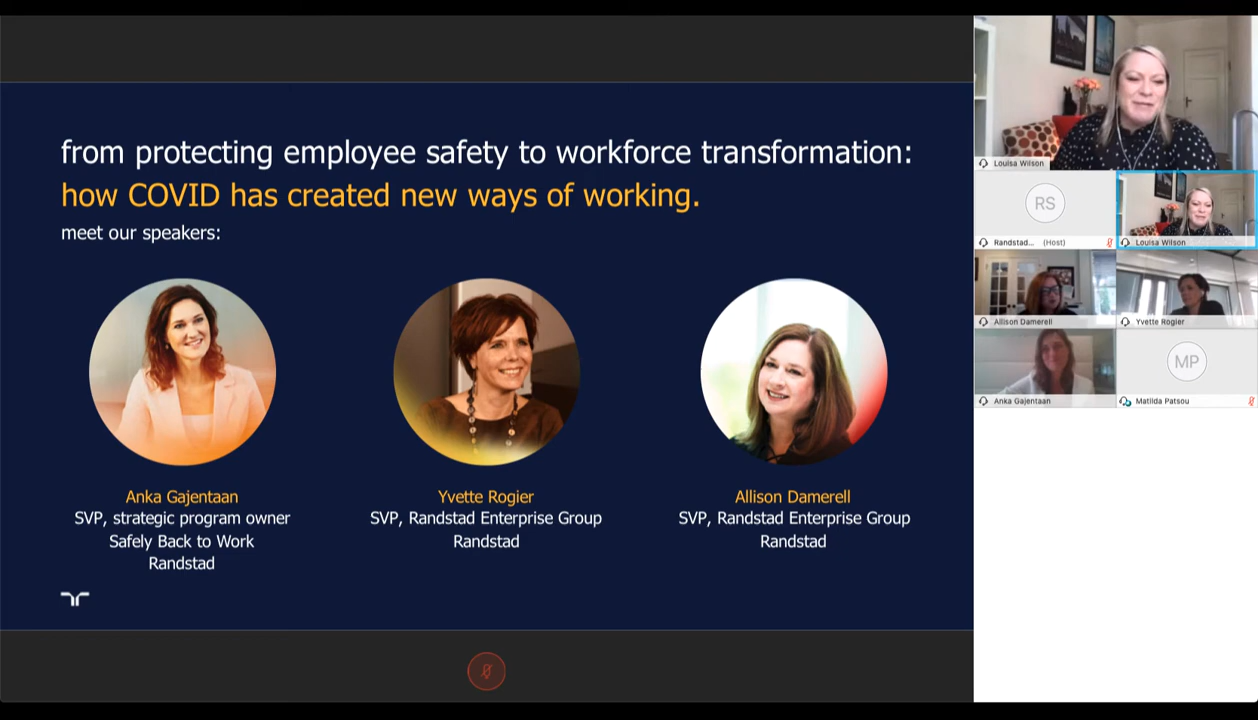 from protecting employee safety to workforce transformation:
how COVID has created new ways of working.
meet our speakers:
Anka Gajentaan
SVP, strategic program owner
Safely Back to Work
Randstad
Yvette Rogier
SVP, Randstad Enterprise Group
Randstad
Allison Damerell
SVP, Randstad Enterprise Group
Randstad
Louisa Wilson
RS
Randstad... (Host)
Louisa Wilson
Allison Damerell
Yvette Rogier
Anka Gajentaan
MP
Matilda Patsou